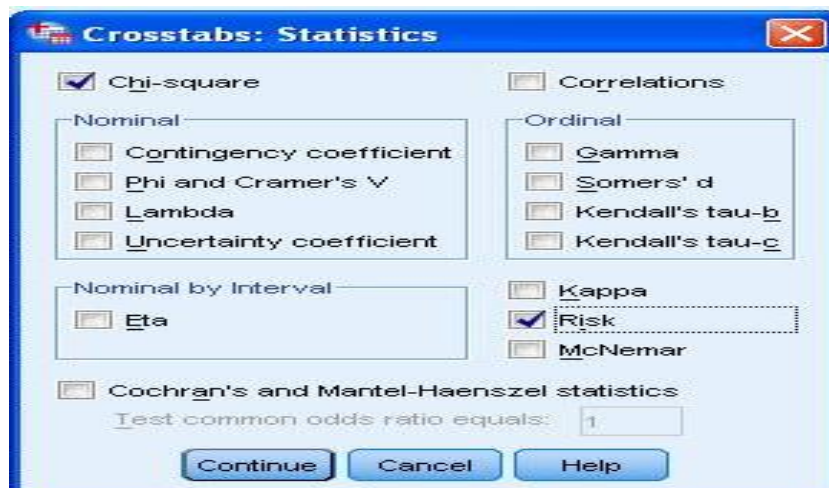 Crosstabs: Statistics
Chi-square
Correlations
Nominal
Contingency coefficient
Phi and Cramer's V
Lambda
Uncertainty coefficient
Ordinal
Gamma
Somers' d
Kendall's tau-b
Kendall's tau-c
Nominal by Interval
Eta
Kappa
Risk
McNemar
Cochran's and Mantel-Haenszel statistics
Test common odds ratio equals: 1
Continue Cancel Help